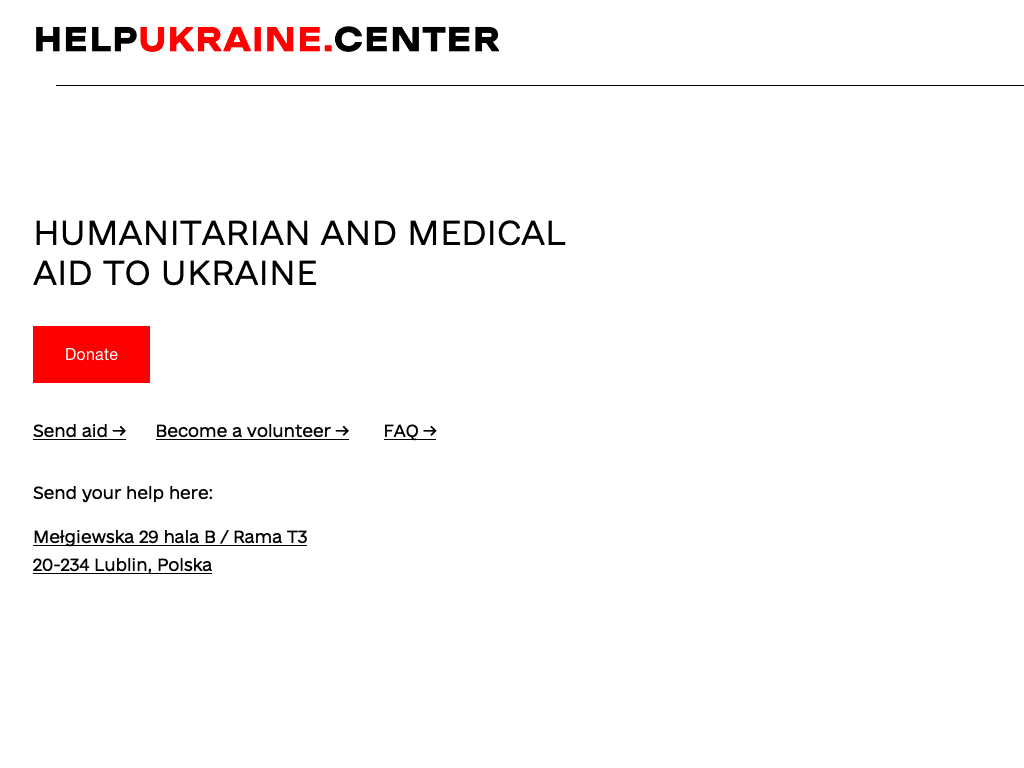 HELPUKRAINE.CENTER
HUMANITARIAN AND MEDICAL
AID TO UKRAINE
Donate
Send aid → Become a volunteer → FAQ →
Send your help here:
Mełgiewska 29 hala B / Rama T3
20-234 Lublin, Polska